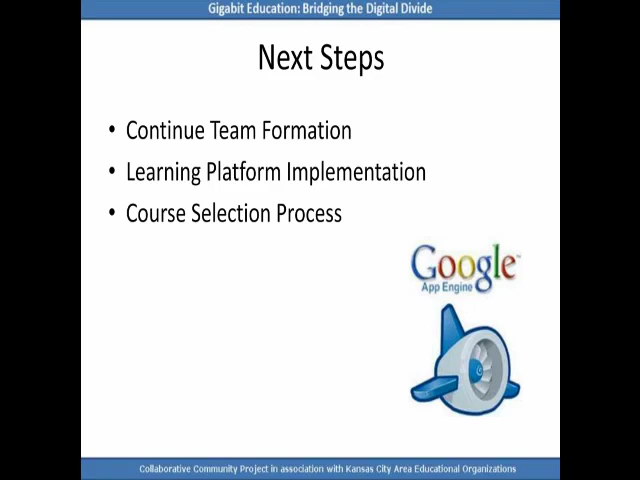 Gigabit Education: Bridging the Digital Divide
Next Steps
• Continue Team Formation
• Learning Platform Implementation
• Course Selection Process
Google™
App Engine
Collaborative Community Project in association with Kansas City Area Educational Organizations